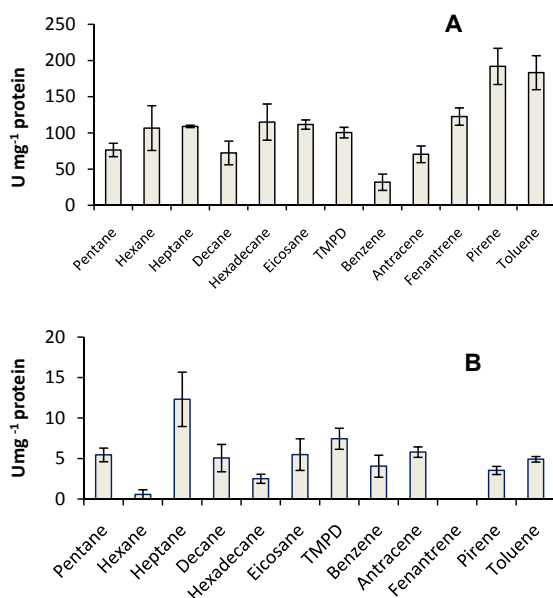 A
U mg-1 protein
250
200
150
100
50
0
Pentane
Hexane
Heptane
Decane
Hexadecane
Eicosane
TMPD
Benzene
Antracene
Fenantrene
Pirene
Toluene
B
Umg -1 protein
20
15
10
5
0
Pentane
Hexane
Heptane
Decane
Hexadecane
Eicosane
TMPD
Benzene
Antracene
Fenantrene
Pirene
Toluene